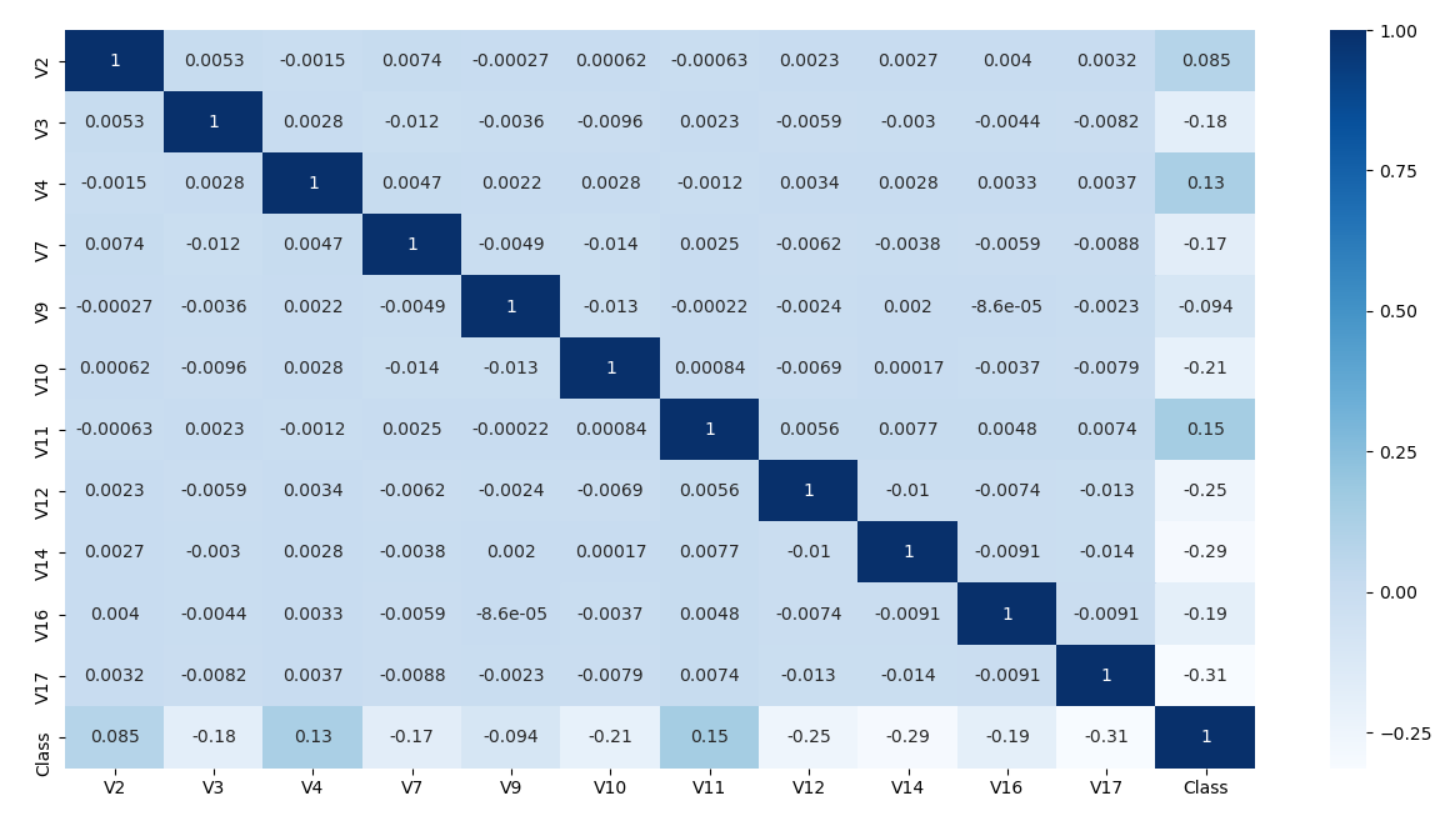 V2 1 0.0053 -0.0015 0.0074 -0.00027 0.00062 -0.00063 0.0023 0.0027 0.004 0.0032 0.085
V3 0.0053 1 0.0028 -0.012 -0.0036 -0.0096 0.0023 -0.0059 -0.003 -0.0044 -0.0082 -0.18
V4 -0.0015 0.0028 1 0.0047 0.0022 0.0028 -0.0012 0.0034 0.0028 0.0033 0.0037 0.13
V7 0.0074 -0.012 0.0047 1 -0.0049 -0.014 0.0025 -0.0062 -0.0038 -0.0059 -0.0088 -0.17
V9 -0.00027 -0.0036 0.0022 -0.0049 1 -0.013 -0.00022 -0.0024 0.002 -8.6e-05 -0.0023 -0.094
V10 0.00062 -0.0096 0.0028 -0.014 -0.013 1 0.00084 -0.0069 0.00017 -0.0037 -0.0079 -0.21
V11 -0.00063 0.0023 -0.0012 0.0025 -0.00022 0.00084 1 0.0056 0.0077 0.0048 0.0074 0.15
V12 0.0023 -0.0059 0.0034 -0.0062 -0.0024 -0.0069 0.0056 1 -0.01 -0.0074 -0.013 -0.25
V14 0.0027 -0.003 0.0028 -0.0038 0.002 0.00017 0.0077 -0.01 1 -0.0091 -0.014 -0.29
V16 0.004 -0.0044 0.0033 -0.0059 -8.6e-05 -0.0037 0.0048 -0.0074 -0.0091 1 -0.0091 -0.19
V17 0.0032 -0.0082 0.0037 -0.0088 -0.0023 -0.0079 0.0074 -0.013 -0.014 -0.0091 1 -0.31
Class 0.085 -0.18 0.13 -0.17 -0.094 -0.21 0.15 -0.25 -0.29 -0.19 -0.31 1
V2 V3 V4 V7 V9 V10 V11 V12 V14 V16 V17 Class
1.00
0.75
0.50
0.25
0.00
−0.25